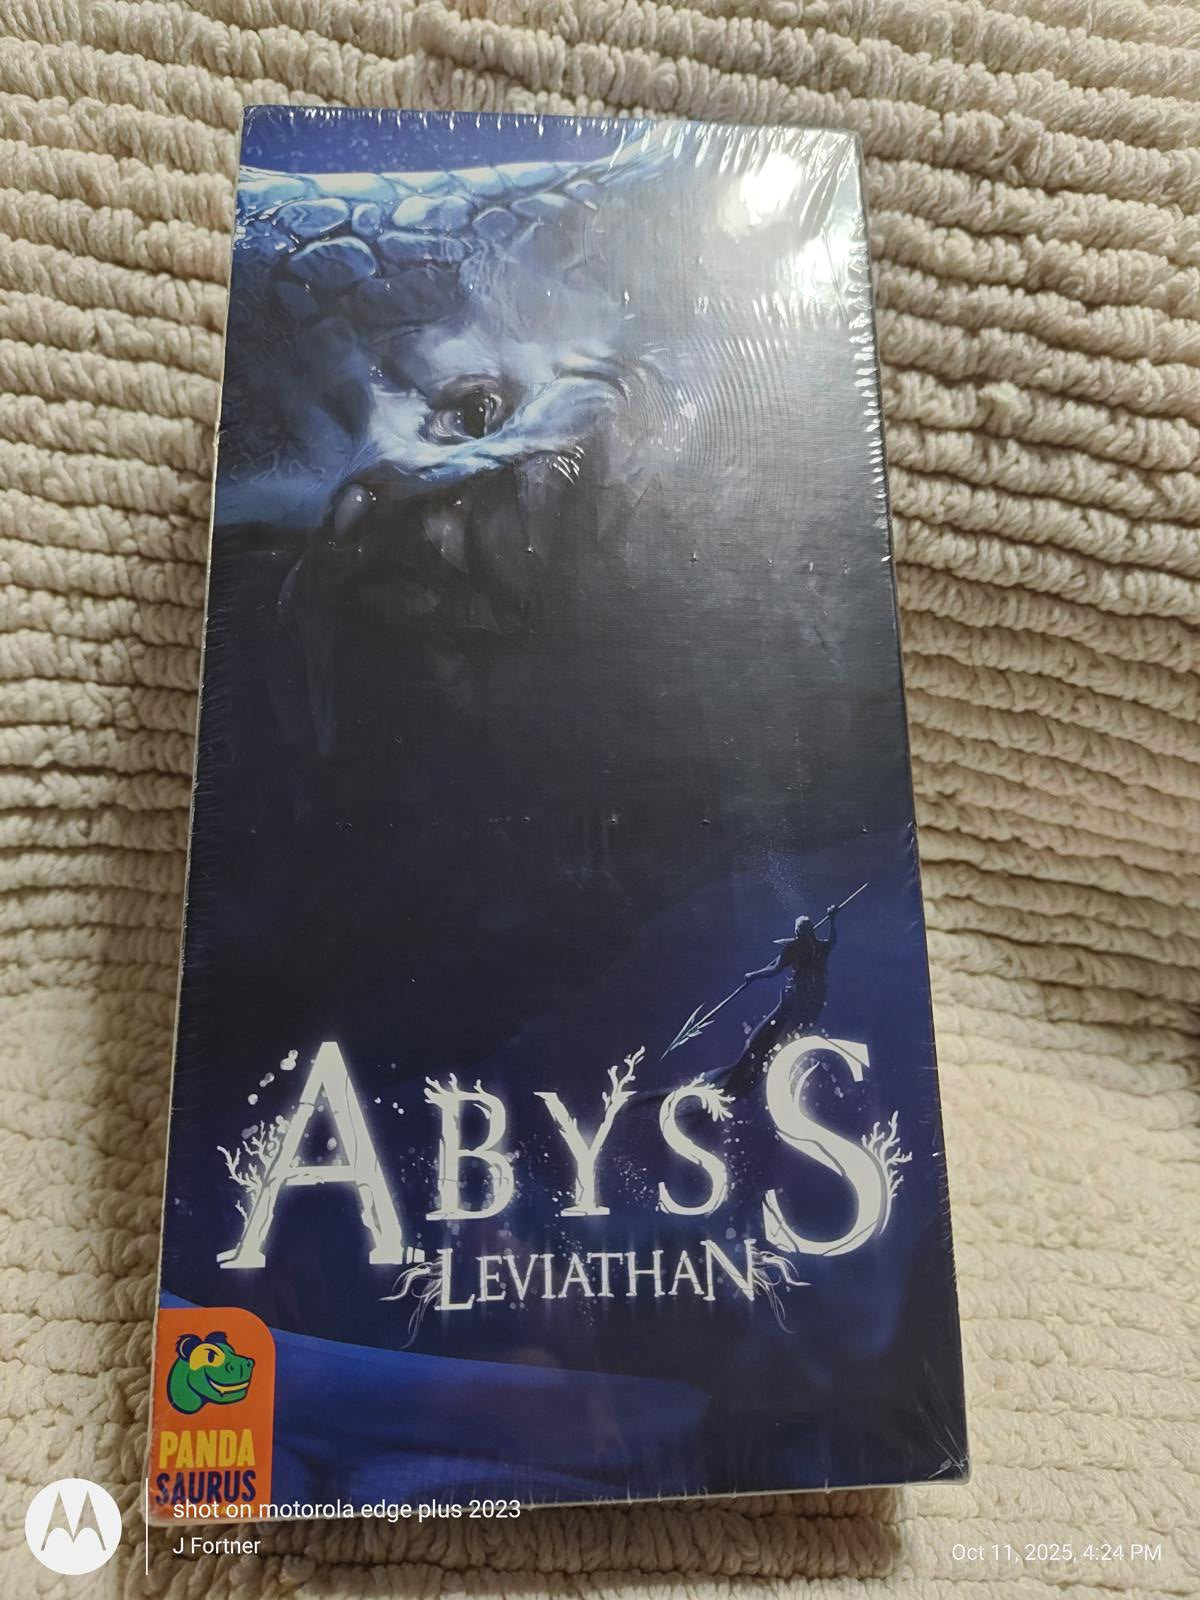 ABYSS
LEVIATHAN
PANDA
SAURUS
shot on motorola edge plus 2023
J Fortner
Oct 11, 2025, 4:24 PM